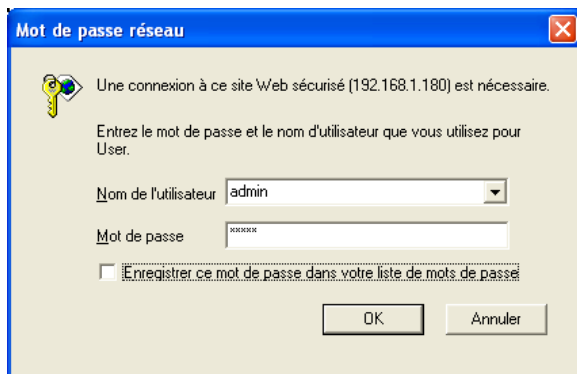 Mot de passe réseau
Une connexion à ce site Web sécurisé (192.168.1.180) est nécessaire.
Entrez le mot de passe et le nom d'utilisateur que vous utilisez pour
User.
Nom de l'utilisateur admin
Mot de passe xxxxx
Enregistrer ce mot de passe dans votre liste de mots de passe
OK Annuler